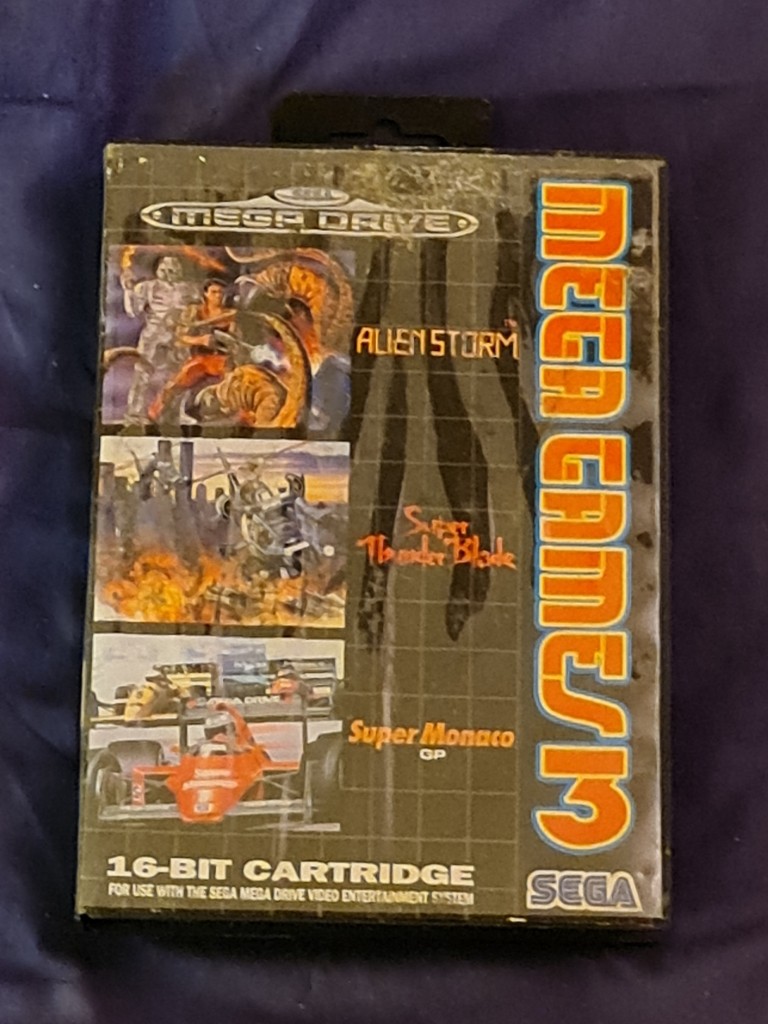 SEGA
MEGA DRIVE
ALIEN STORM™
Super
Thunder Blade
Super Monaco
GP
16-BIT CARTRIDGE
FOR USE WITH THE SEGA MEGA DRIVE VIDEO ENTERTAINMENT SYSTEM
MEGA GAMES 3
SEGA